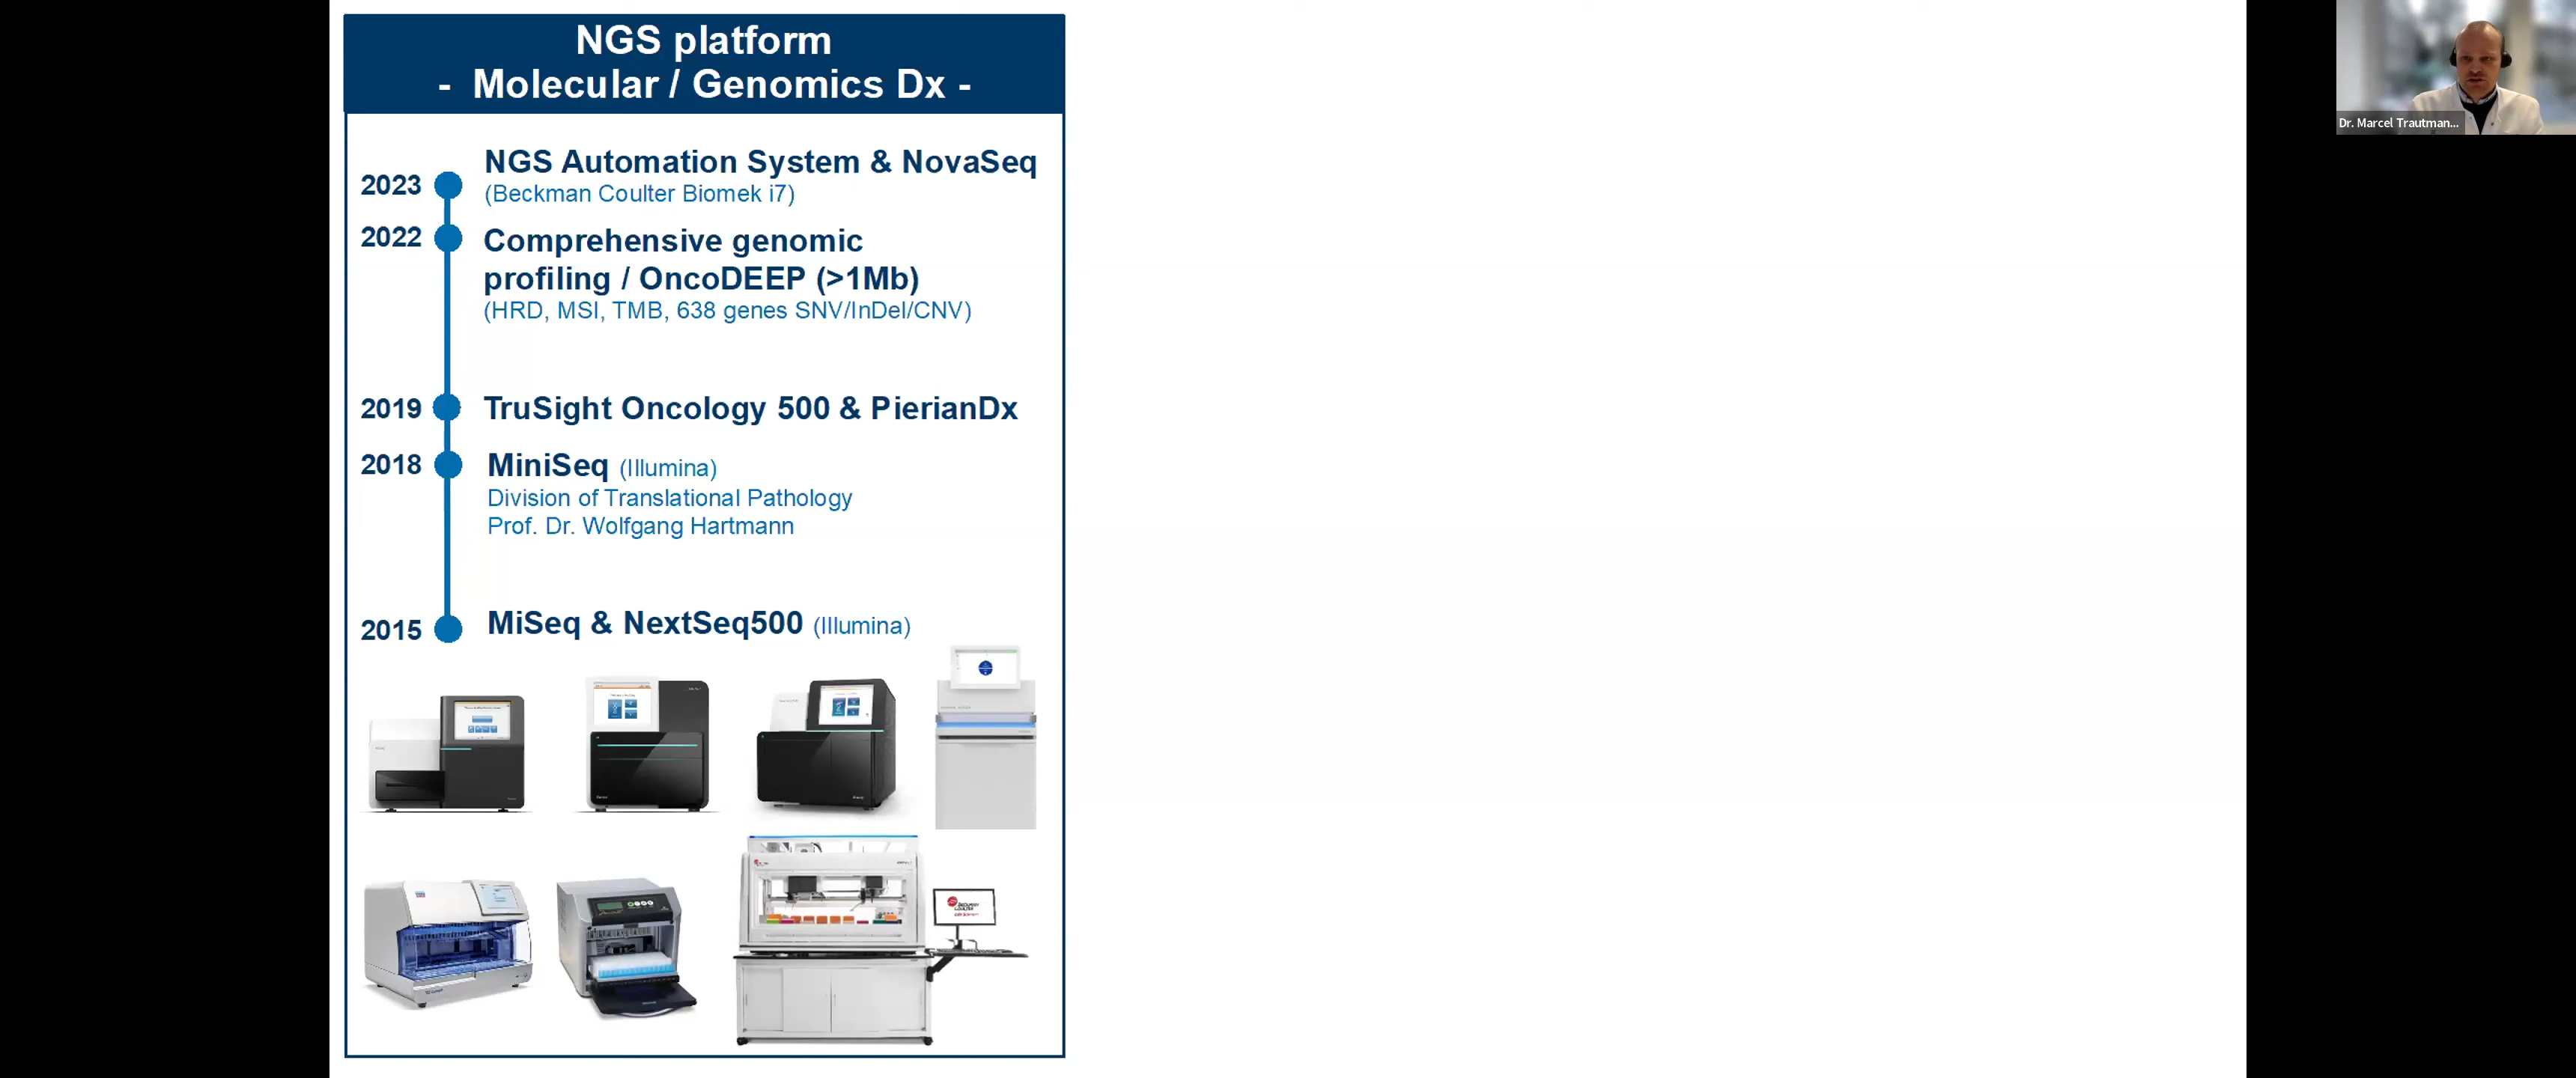 NGS platform
- Molecular / Genomics Dx -
2023
NGS Automation System & NovaSeq
(Beckman Coulter Biomek i7)
2022
Comprehensive genomic
profiling / OncoDEEP (>1Mb)
(HRD, MSI, TMB, 638 genes SNV/InDel/CNV)
2019
TruSight Oncology 500 & PierianDx
2018
MiniSeq (Illumina)
Division of Translational Pathology
Prof. Dr. Wolfgang Hartmann
2015
MiSeq & NextSeq500 (Illumina)
Dr. Marcel Trautman...